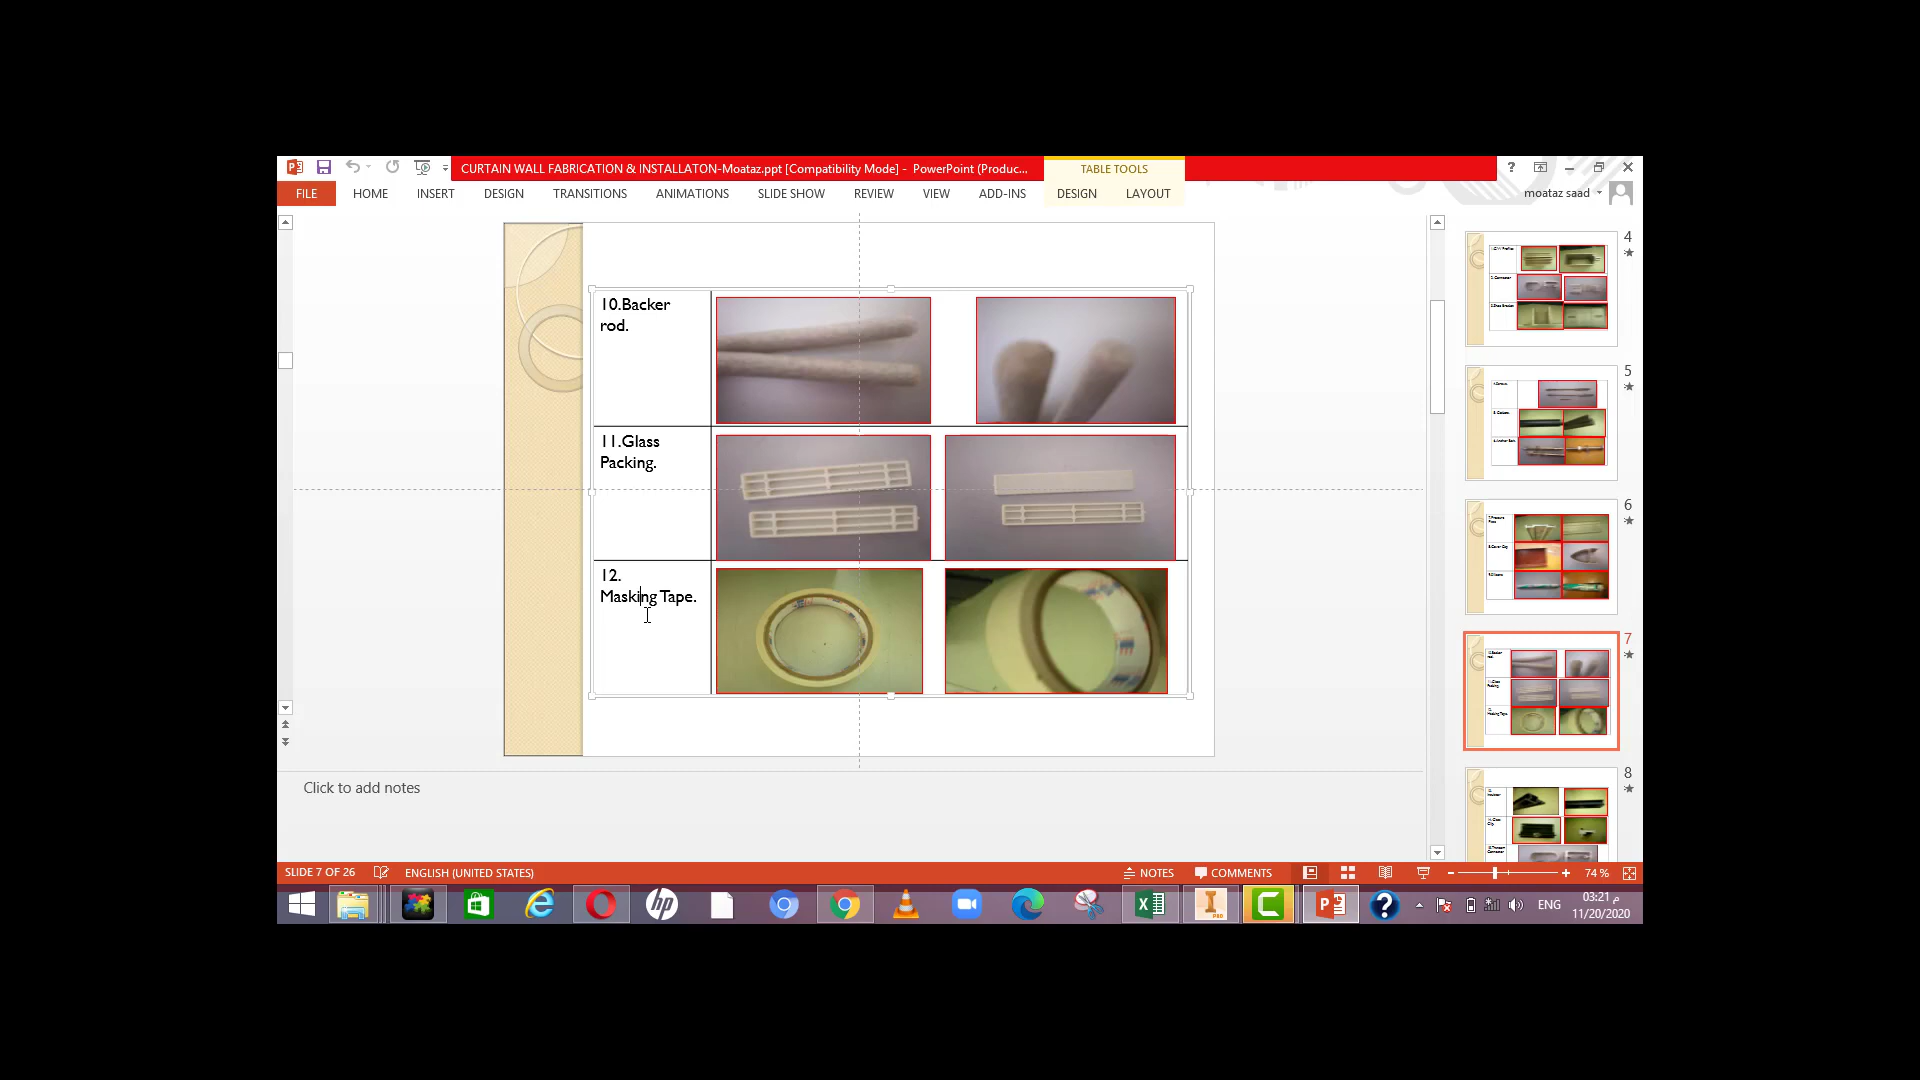 CURTAIN WALL FABRICATION & INSTALLATON-Moataz.ppt [Compatibility Mode] - PowerPoint (Produc...
TABLE TOOLS
FILE HOME INSERT DESIGN TRANSITIONS ANIMATIONS SLIDE SHOW REVIEW VIEW ADD-INS DESIGN LAYOUT
moataz saad
10.Backer
rod.
11.Glass
Packing.
12.
Masking Tape.
4
5
6
7
8
Click to add notes
SLIDE 7 OF 26 ENGLISH (UNITED STATES) NOTES COMMENTS 74 %
ENG
03:21 م
11/20/2020